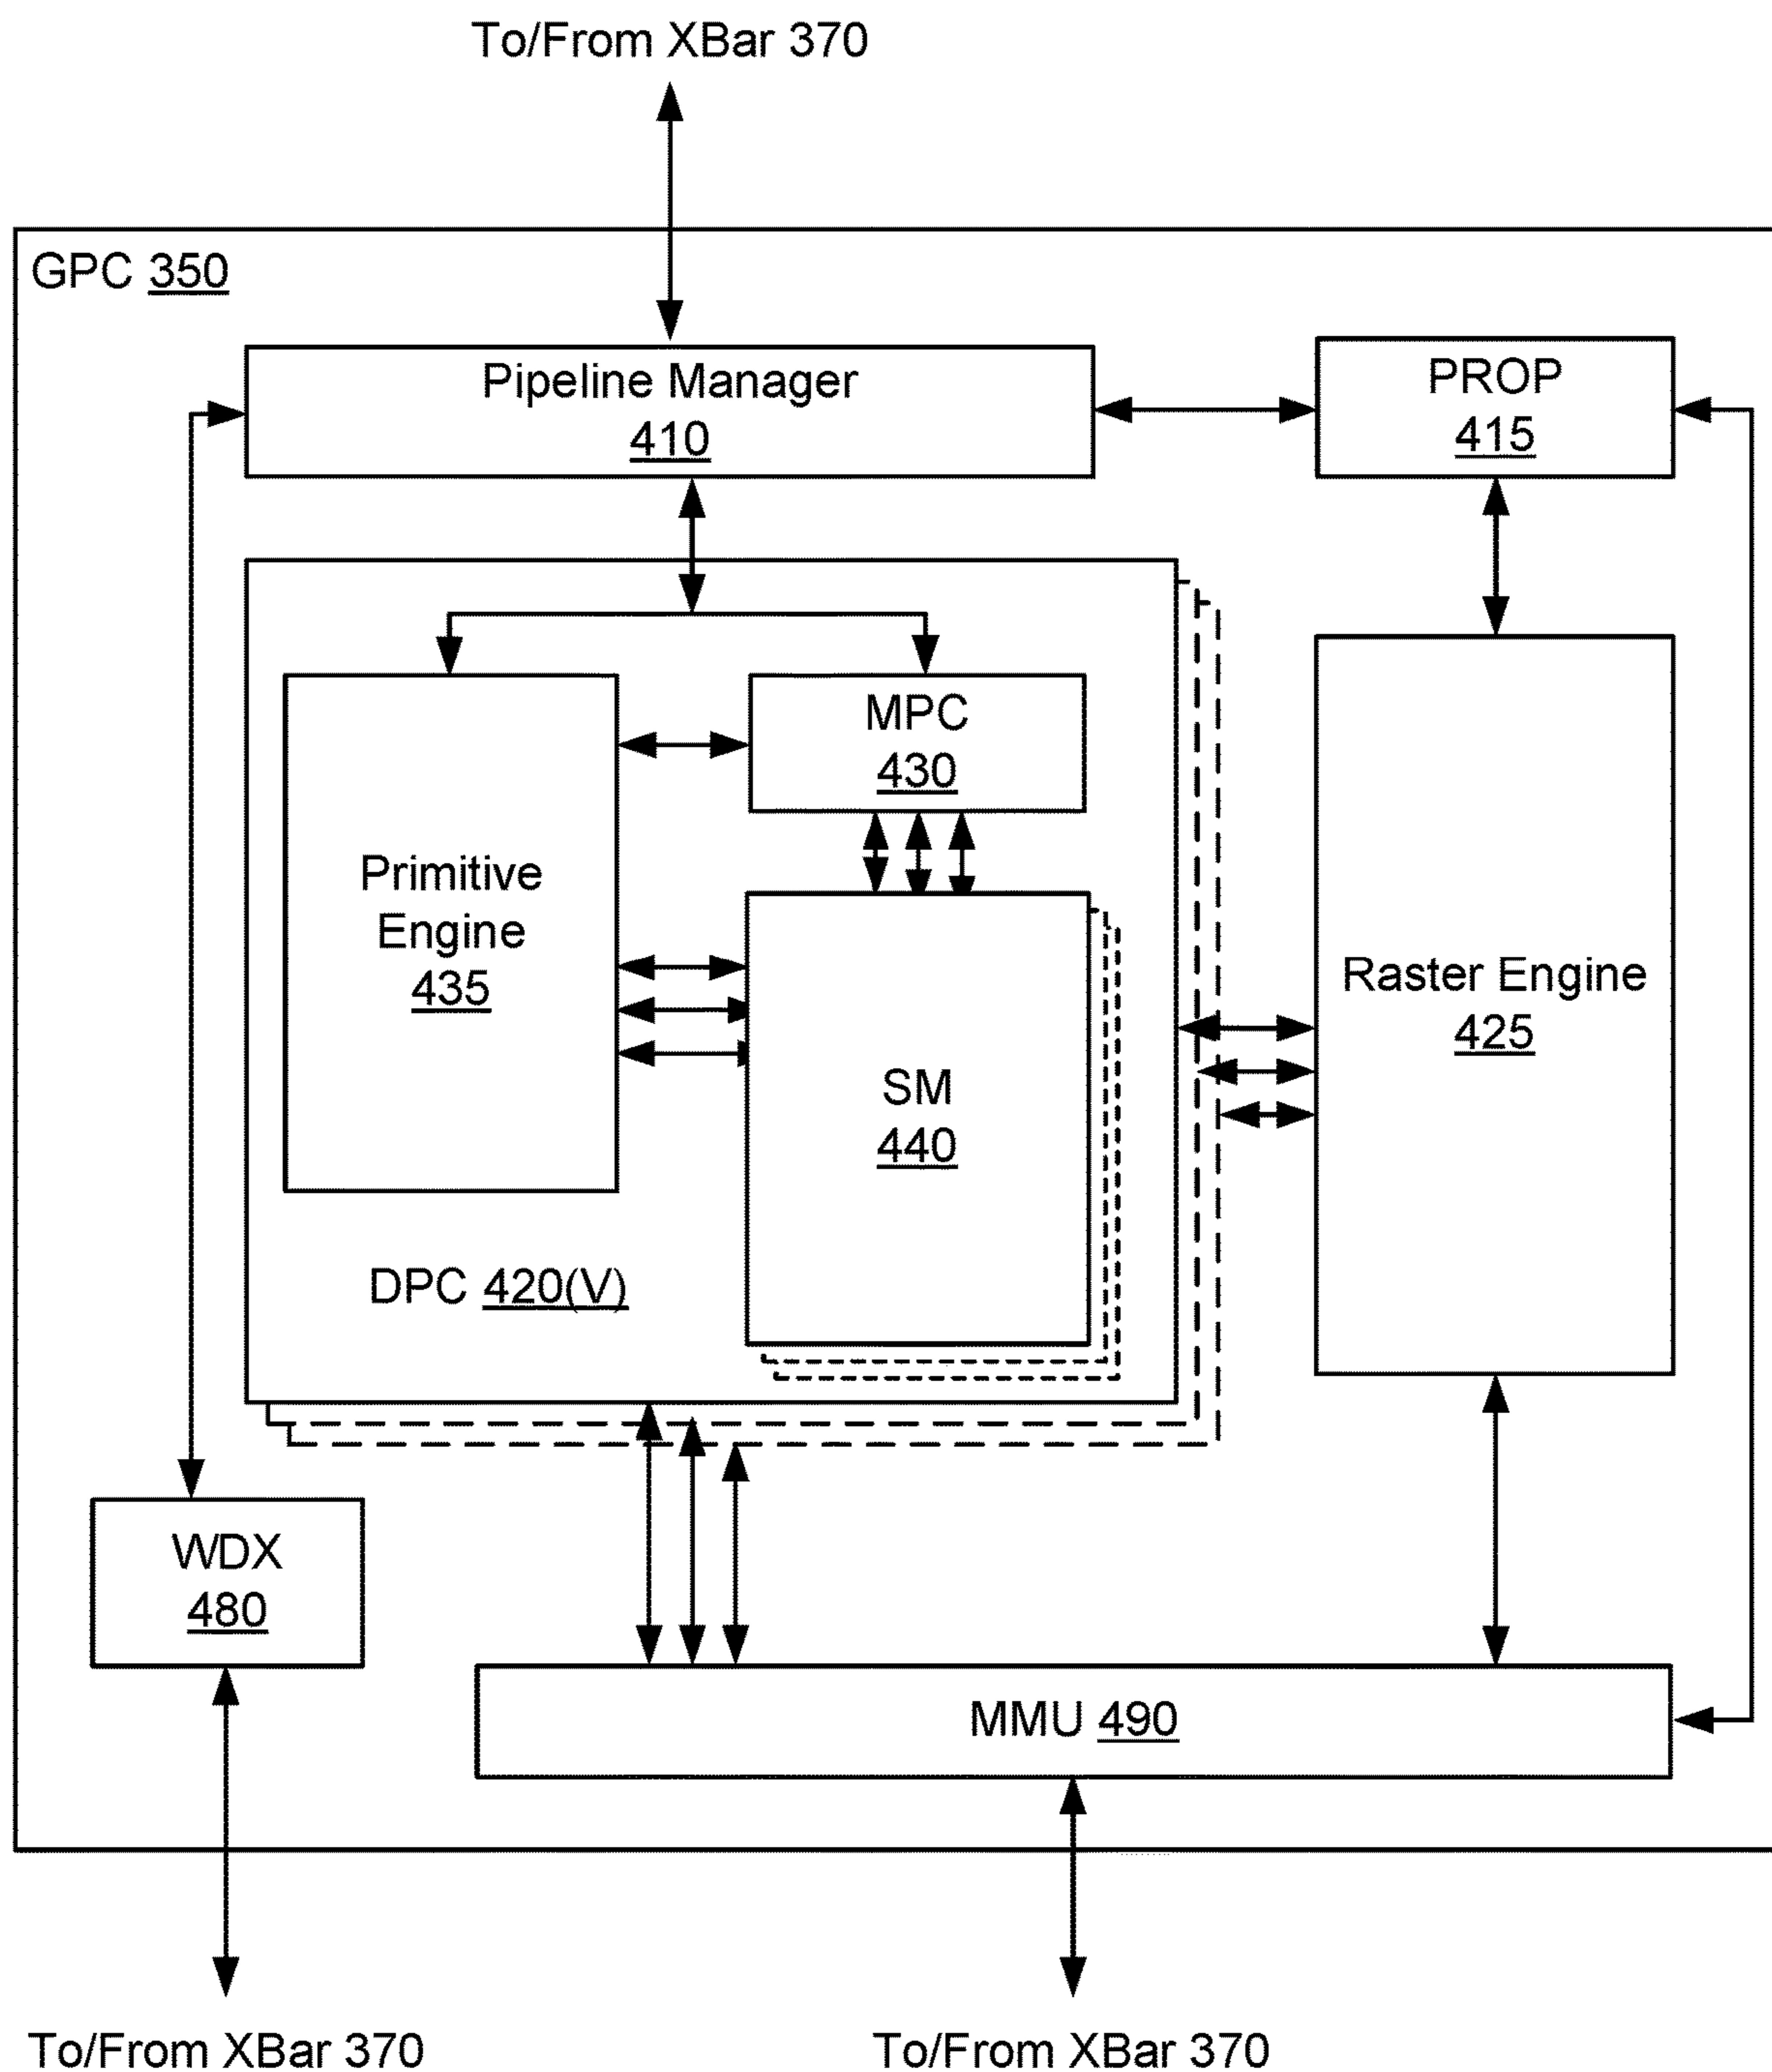 To/From XBar 370
GPC 350
Pipeline Manager
410
PROP
415
MPC
430
Primitive
Engine
435
Raster Engine
425
SM
440
DPC 420(V)
WDX
480
MMU 490
To/From XBar 370
To/From XBar 370